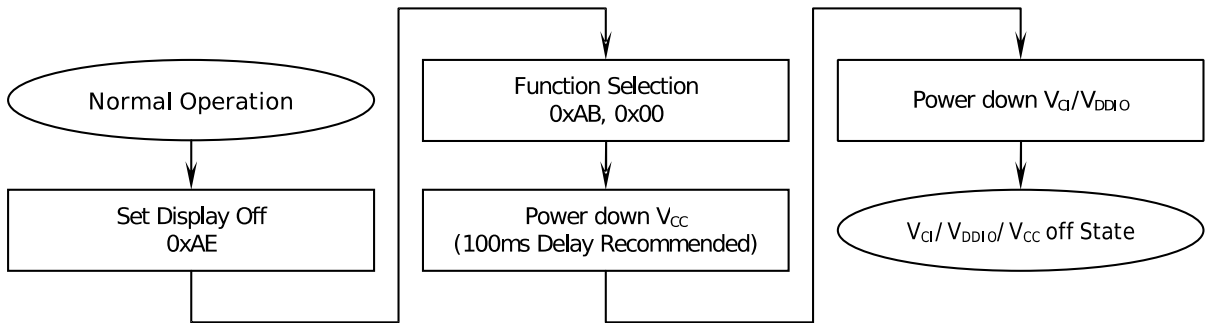 Normal Operation
Set Display Off
0xAE
Function Selection
0xAB, 0x00
Power down VCC
(100ms Delay Recommended)
Power down VCI/VDDIO
VCI/ VDDIO/ VCC off State